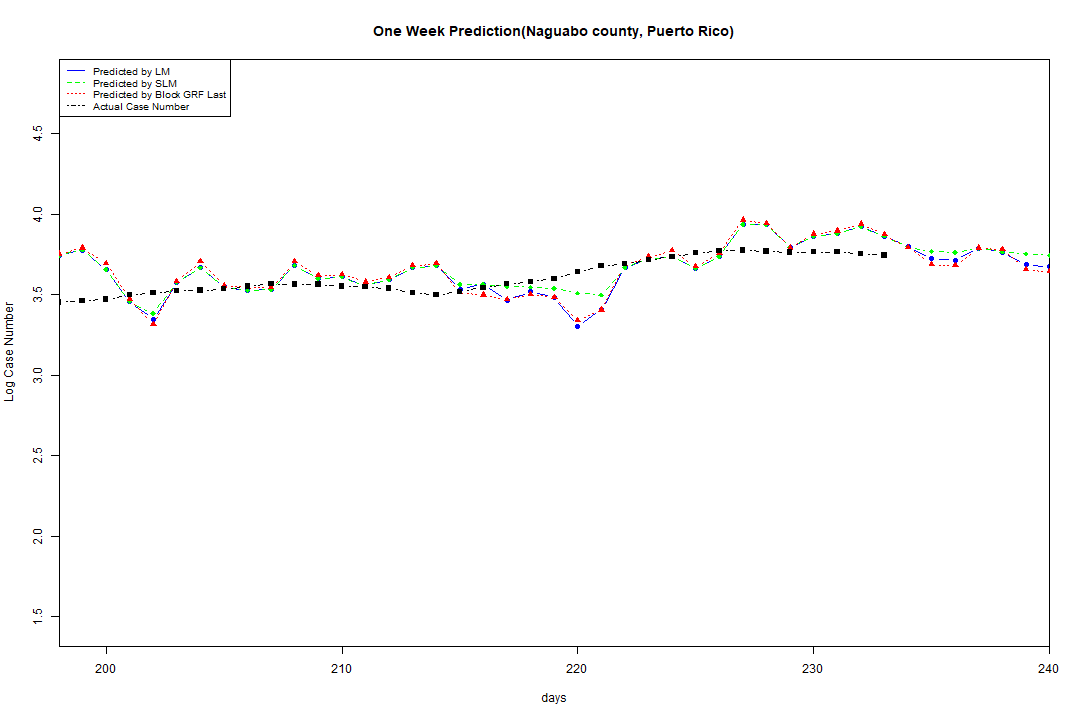 One Week Prediction(Naguabo county, Puerto Rico)
Predicted by LM
Predicted by SLM
Predicted by Block GRF Last
Actual Case Number
4.5
4.0
3.5
3.0
2.5
2.0
1.5
Log Case Number
200
210
220
230
240
days